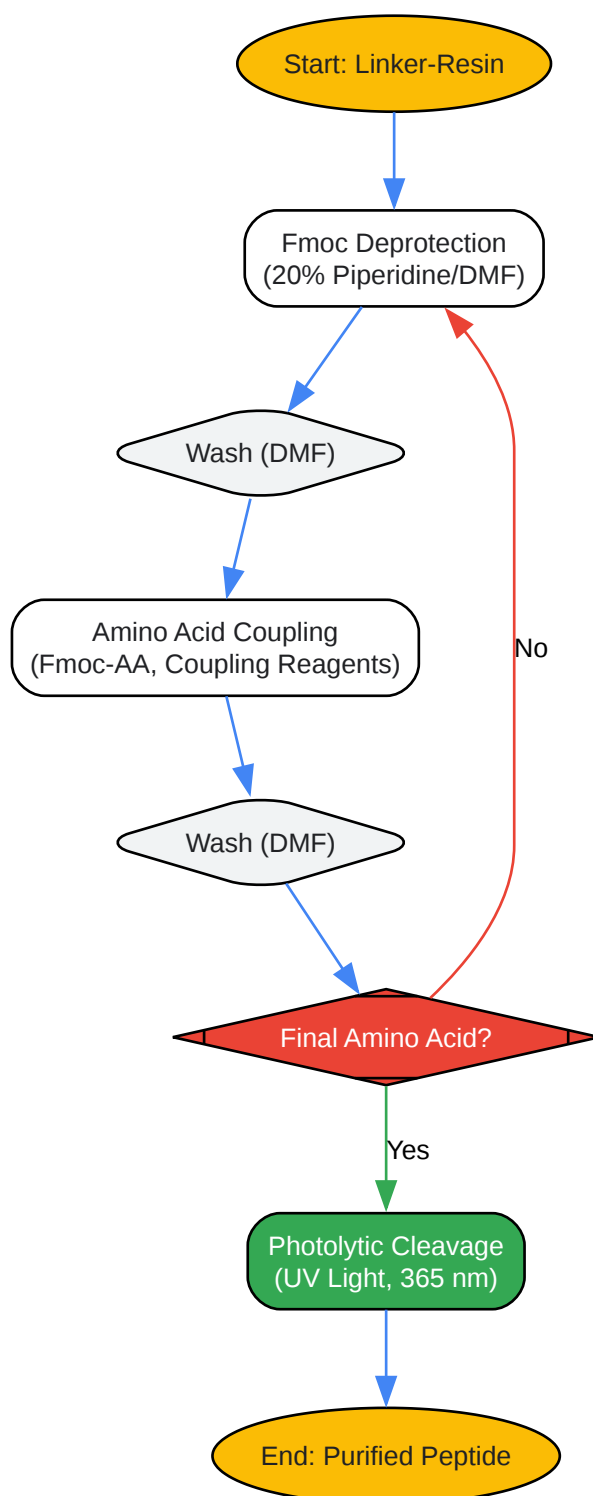 Start: Linker-Resin
Fmoc Deprotection
(20% Piperidine/DMF)
Wash (DMF)
Amino Acid Coupling
(Fmoc-AA, Coupling Reagents)
No
Wash (DMF)
Final Amino Acid?
Yes
Photolytic Cleavage
(UV Light, 365 nm)
End: Purified Peptide